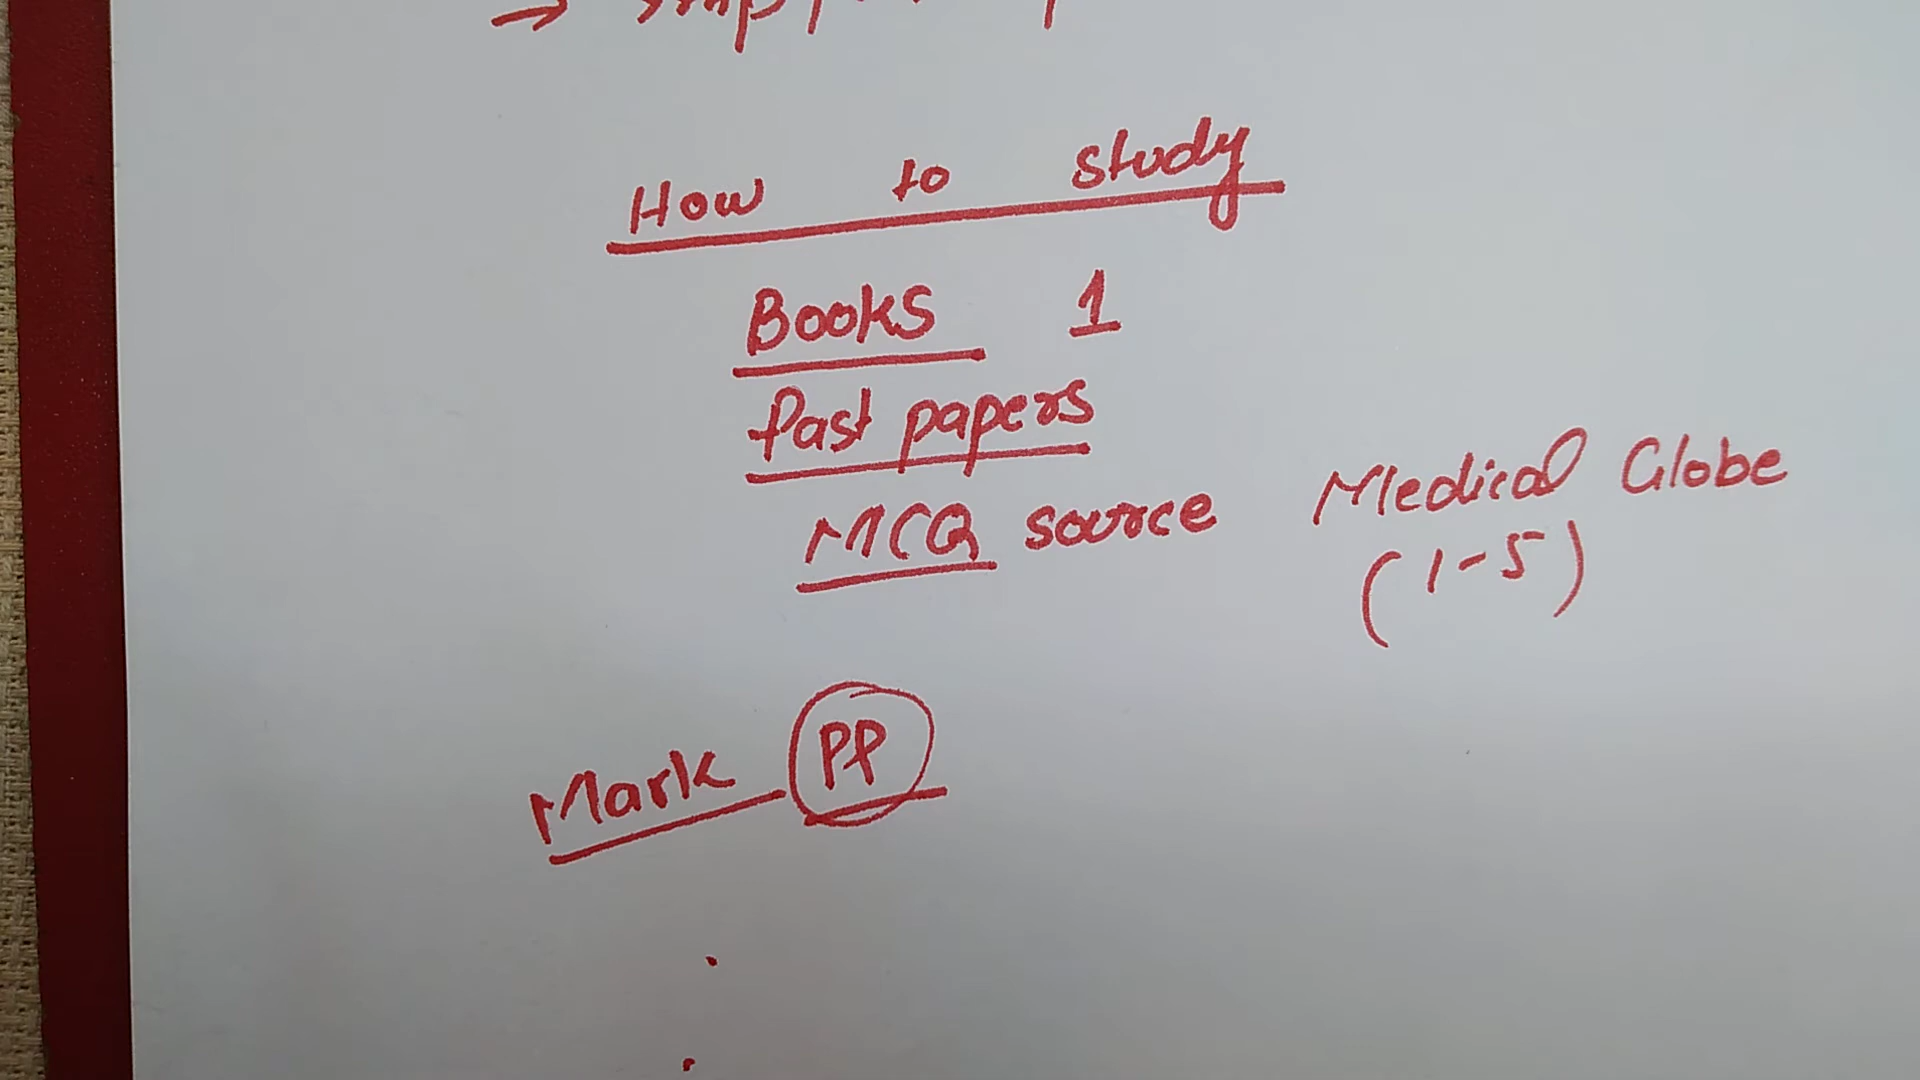 How to study
Books 1
Past papers
MCQ source Medical Globe
(1-5)
Mark PP